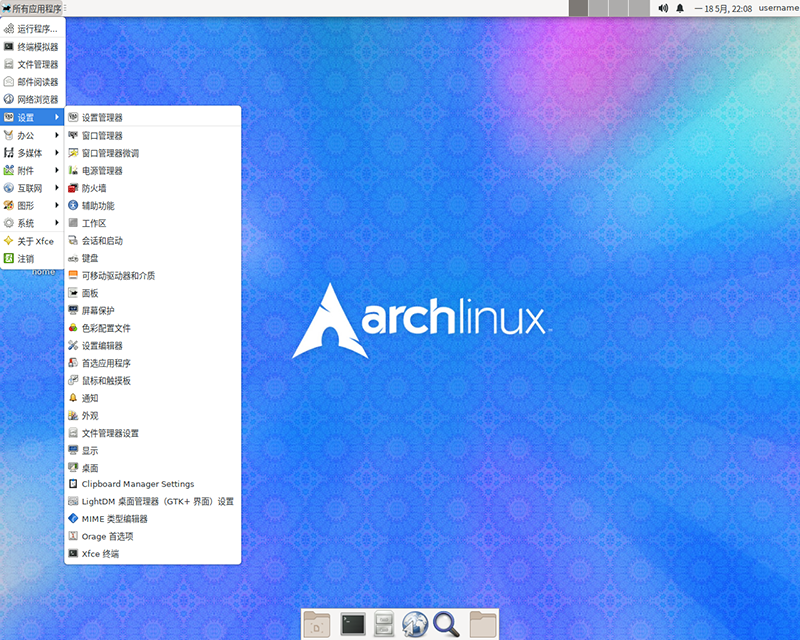 所有应用程序
一 18 5月, 22:08
username
运行程序...
终端模拟器
文件管理器
邮件阅读器
网络浏览器
设置
办公
多媒体
附件
互联网
图形
系统
关于 Xfce
注销
home
设置管理器
窗口管理器
窗口管理器微调
电源管理器
防火墙
辅助功能
工作区
会话和启动
键盘
可移动驱动器和介质
面板
屏幕保护
色彩配置文件
设置编辑器
首选应用程序
鼠标和触摸板
通知
外观
文件管理器设置
显示
桌面
Clipboard Manager Settings
LightDM 桌面管理器（GTK+ 界面）设置
MIME 类型编辑器
Orage 首选项
Xfce 终端
archlinux